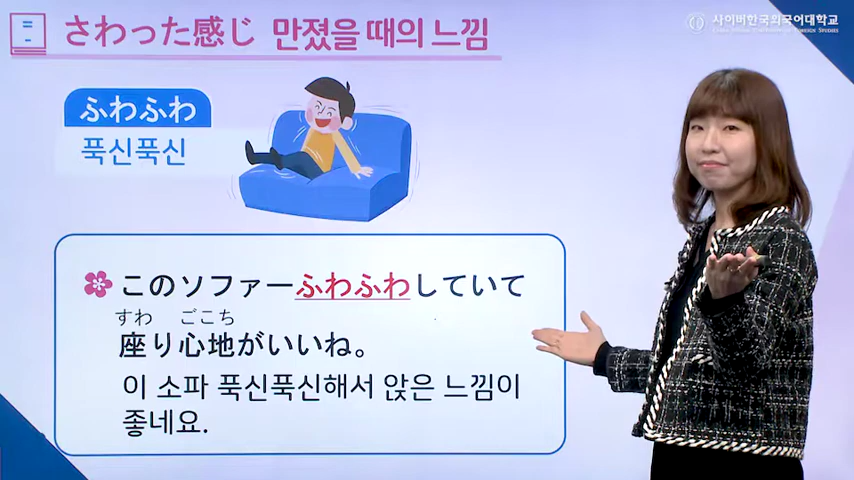 さわった感じ 만졌을 때의 느낌
사이버한국외국어대학교
ふわふわ
푹신푹신
このソファーふわふわしていて
すわ ごこち
座り心地がいいね。
이 소파 푹신푹신해서 앉은 느낌이
좋네요.